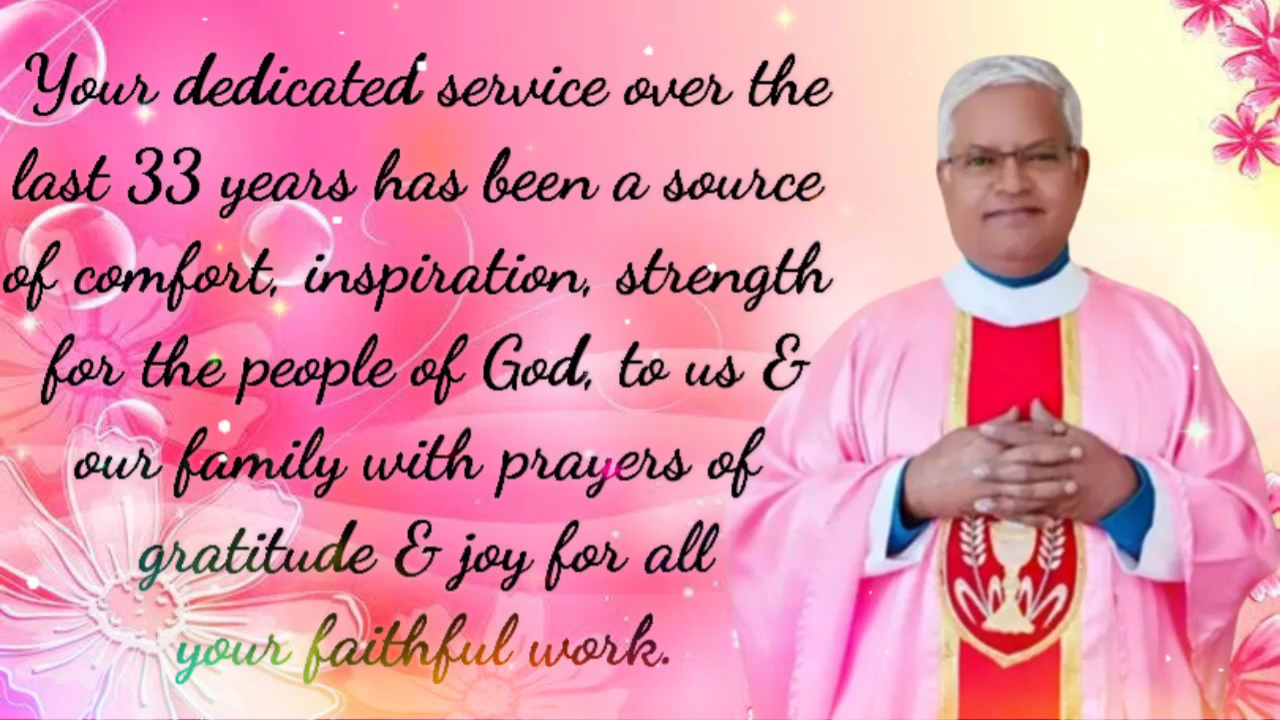 Your dedicated service over the
last 33 years has been a source
of comfort, inspiration, strength
for the people of God, to us &
our family with prayers of
gratitude & joy for all
your faithful work.